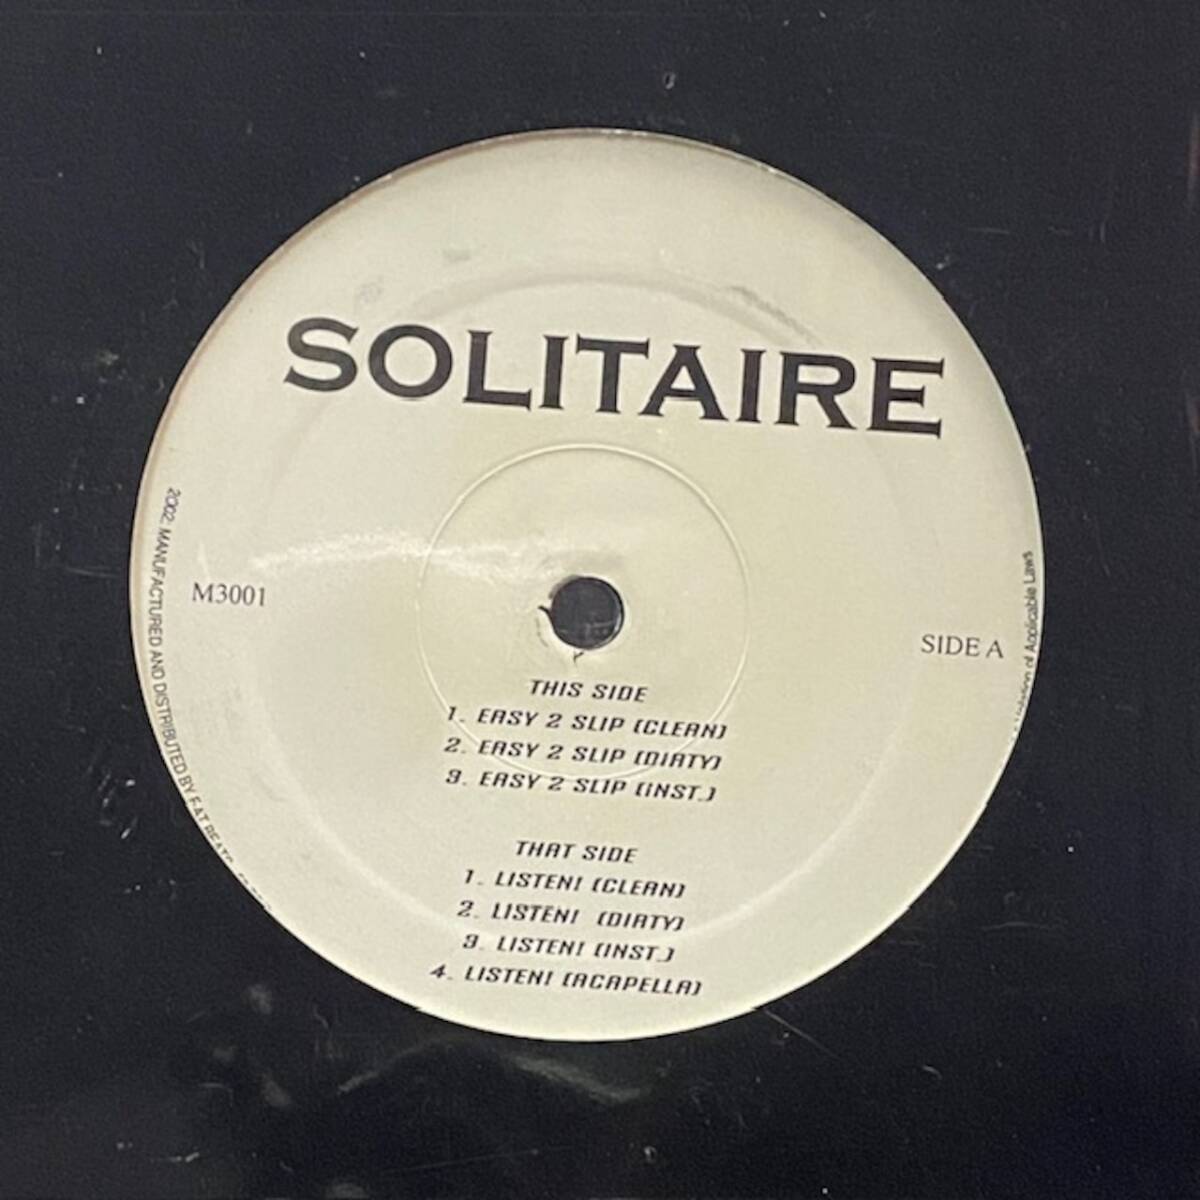 SOLITAIRE
2002: MANUFACTURED AND DISTRIBUTED BY FAT BEATS
M3001
SIDE A
of Applicable Laws
THIS SIDE
1. EASY 2 SLIP (CLEAN)
2. EASY 2 SLIP (DIRTY)
3. EASY 2 SLIP (INST.)
THAT SIDE
1. LISTEN! (CLEAN)
2. LISTEN! (DIRTY)
3. LISTEN! (INST.)
4. LISTEN! (ACAPELLA)